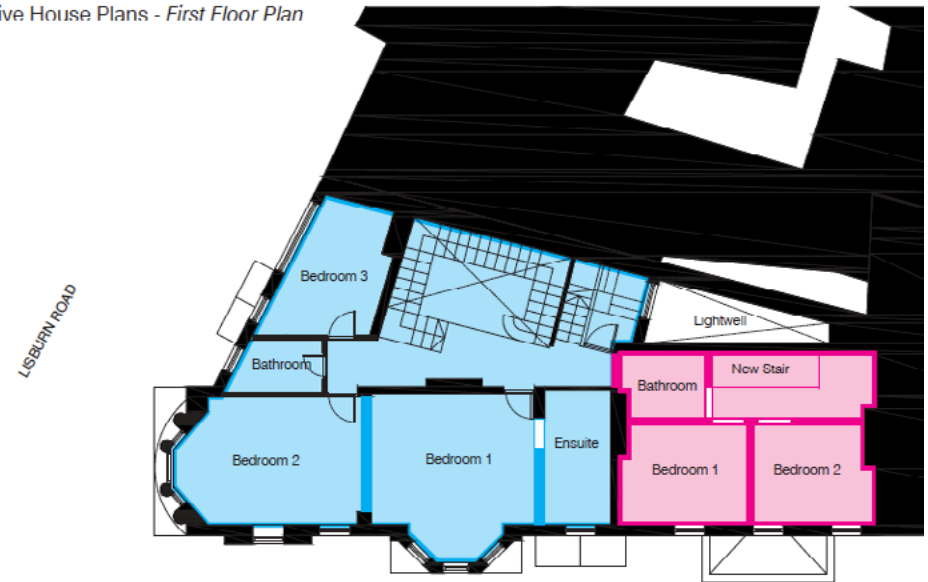 ive House Plans - First Floor Plan
Bedroom 3
LISBURN ROAD
Lightwell
Bathroom
Bathroom
New Stair
Bedroom 2
Bedroom 1
Ensuite
Bedroom 1
Bedroom 2